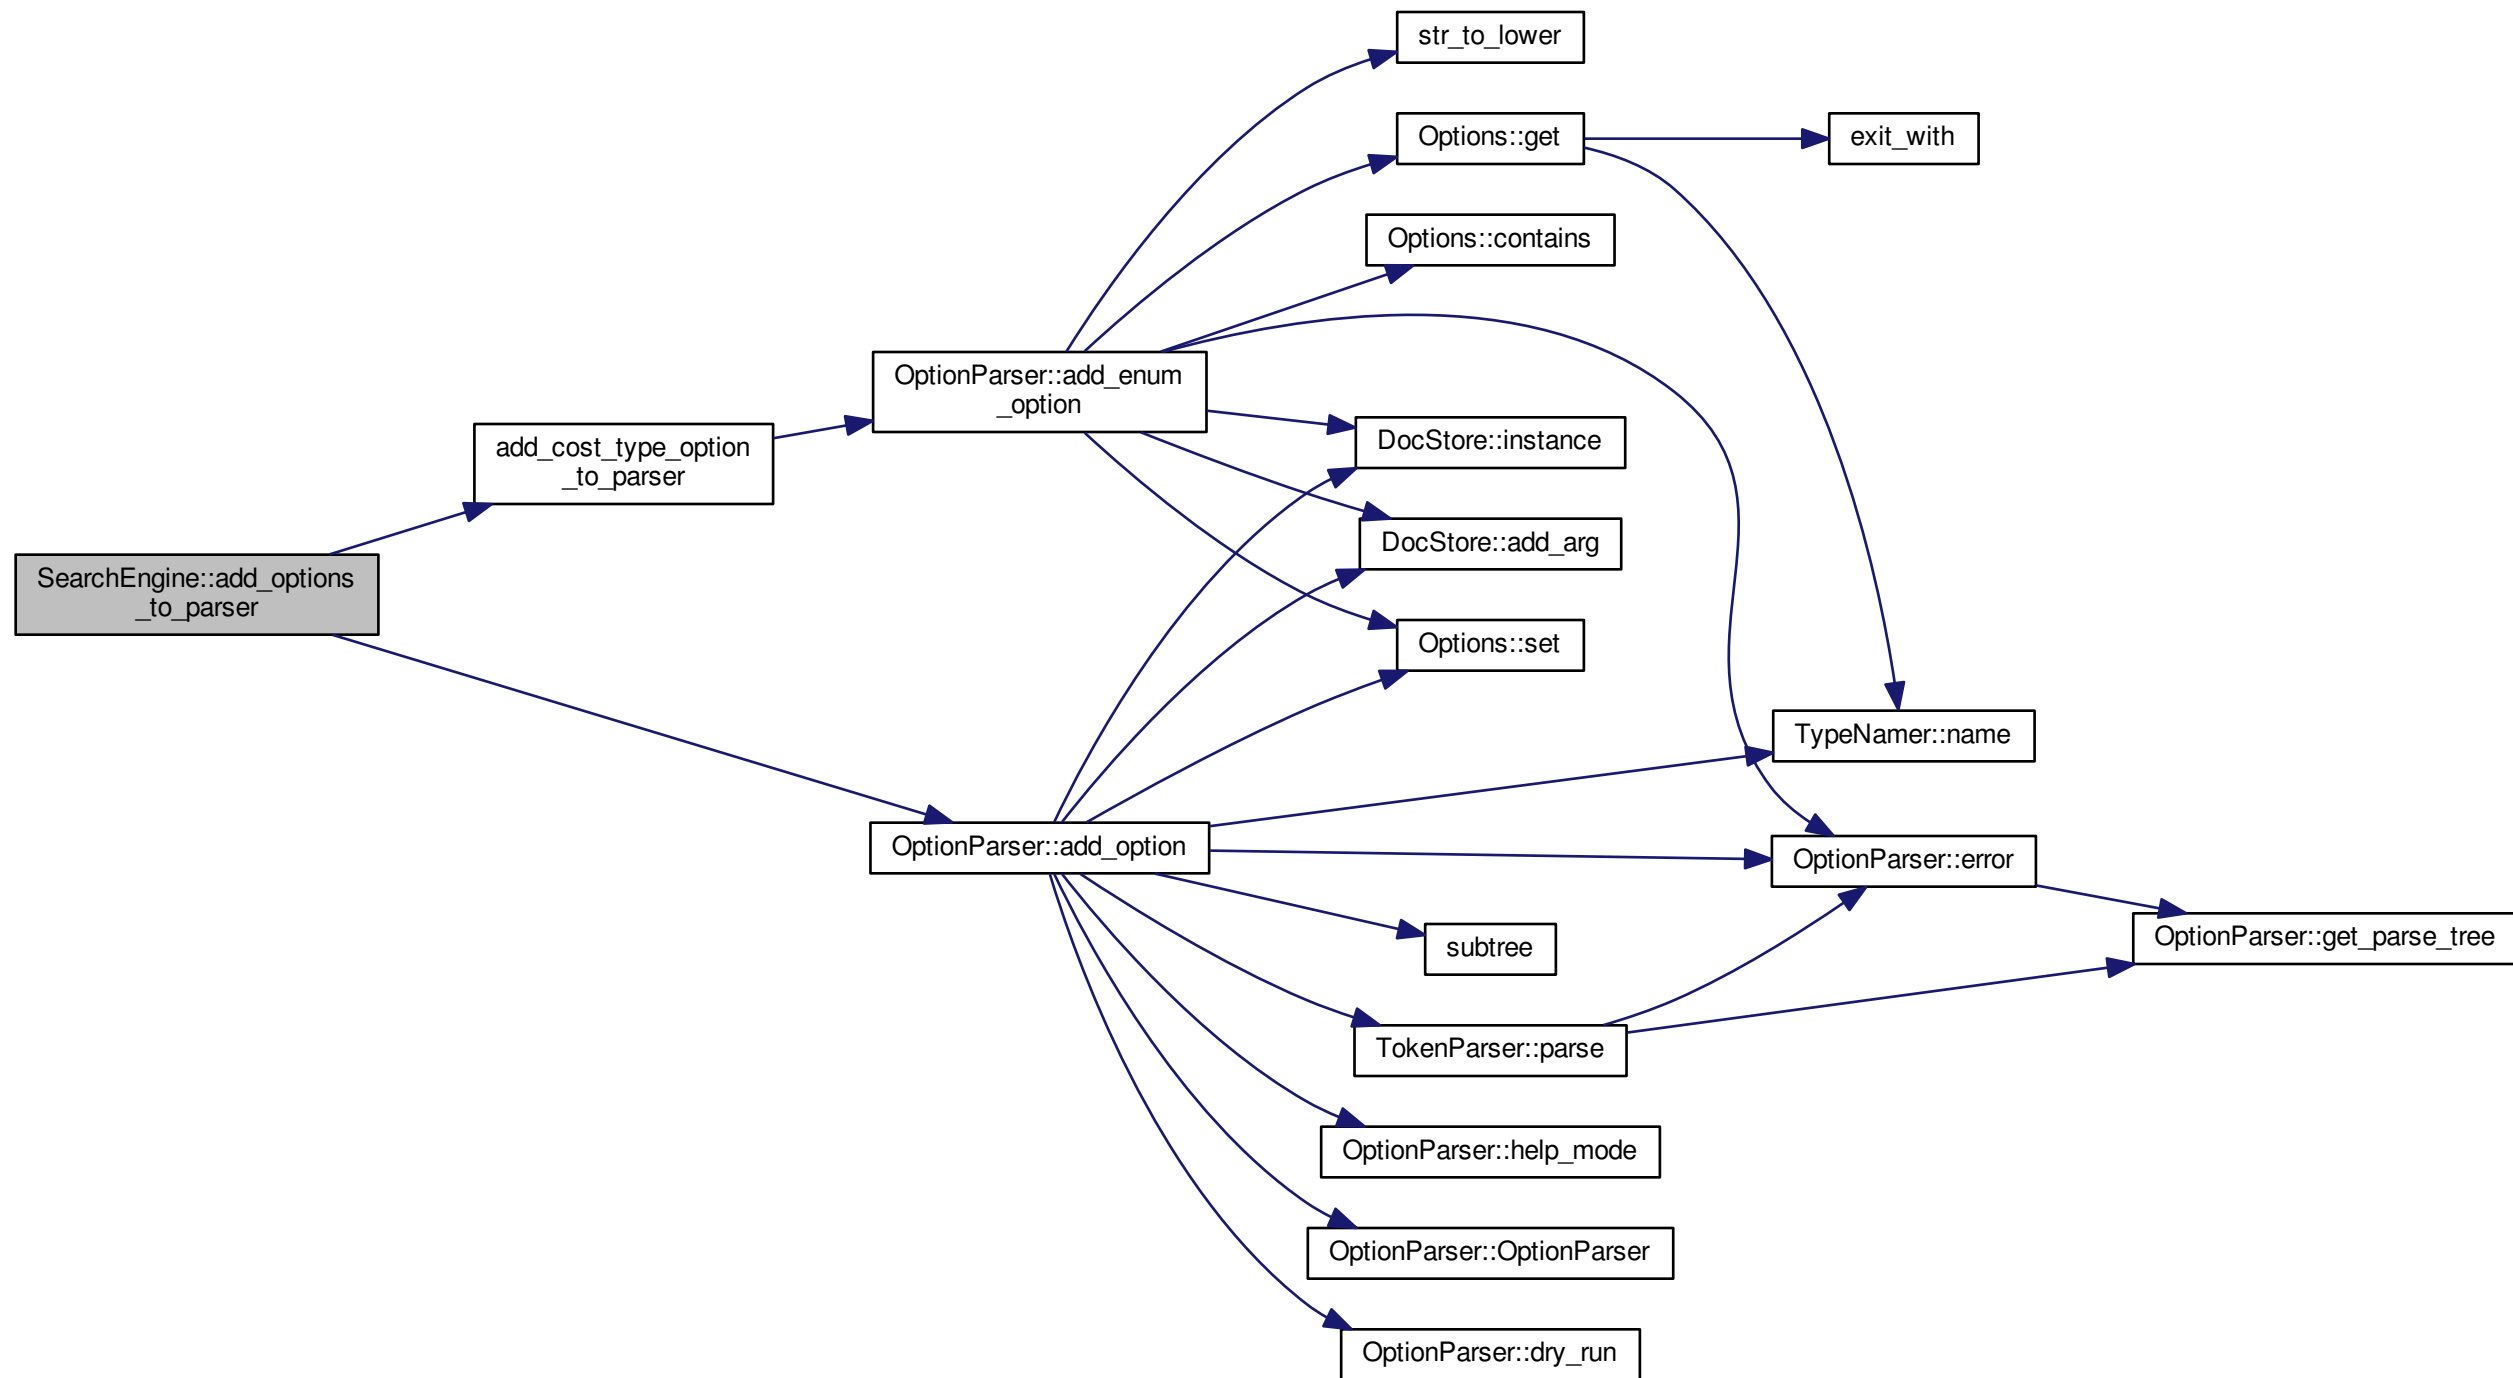 str_to_lower
Options::get
exit_with
Options::contains
OptionParser::add_enum
_option
DocStore::instance
add_cost_type_option
_to_parser
DocStore::add_arg
SearchEngine::add_options
_to_parser
Options::set
TypeNamer::name
OptionParser::add_option
OptionParser::error
subtree
OptionParser::get_parse_tree
TokenParser::parse
OptionParser::help_mode
OptionParser::OptionParser
OptionParser::dry_run